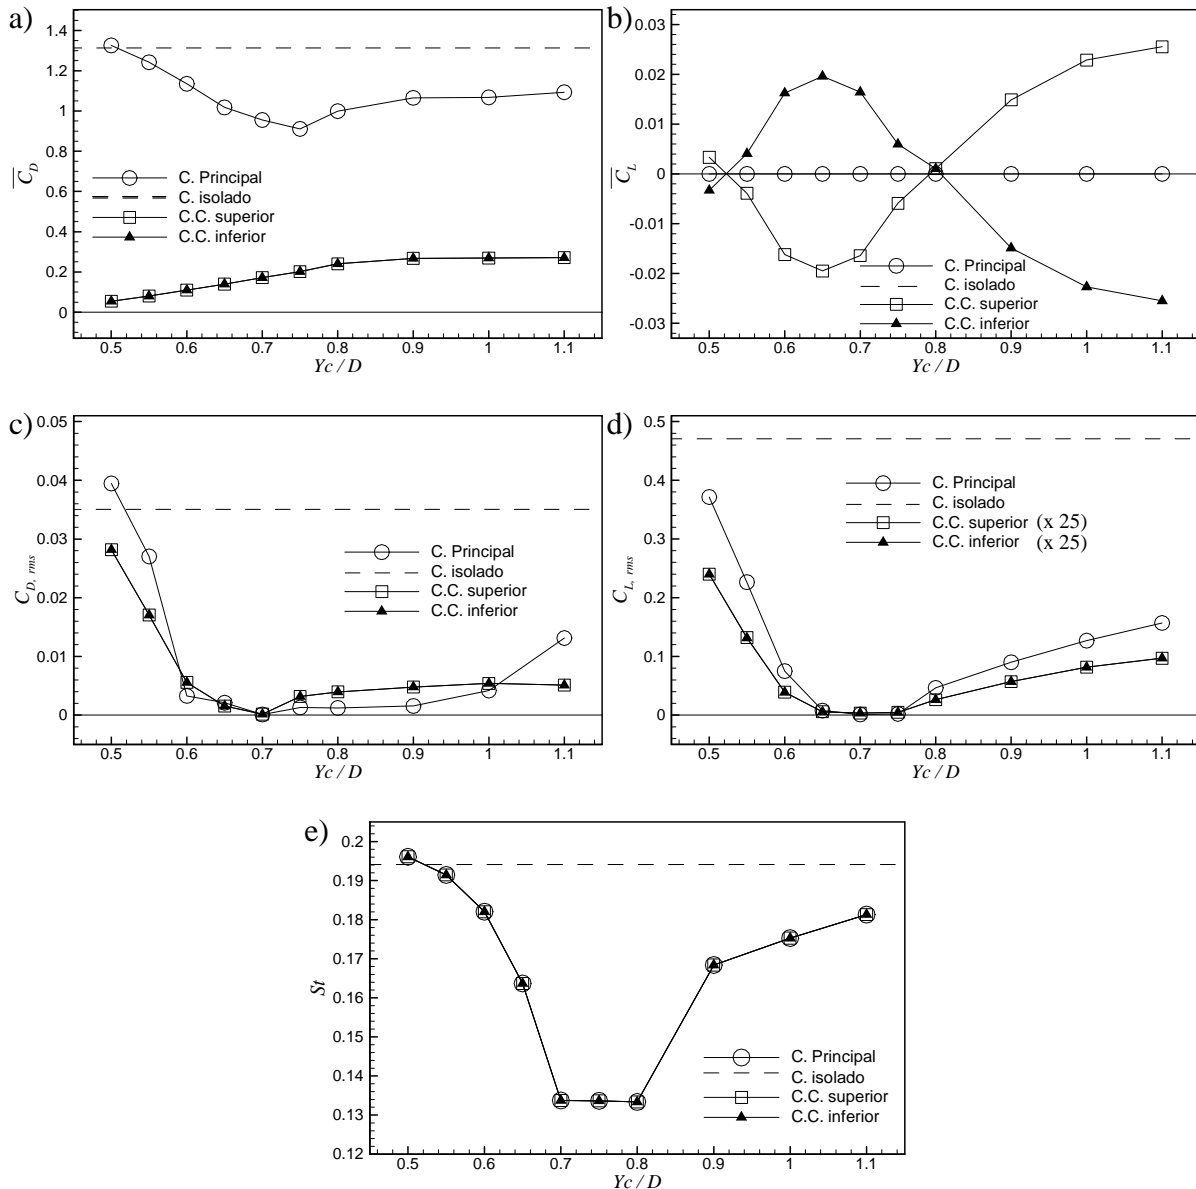 a)
1.4
1.2
1
0.8
0.6
0.4
0.2
0
C̅_D
C. Principal
C. isolado
C.C. superior
C.C. inferior
0.5 0.6 0.7 0.8 0.9 1 1.1
Yc / D
b)
0.03
0.02
0.01
0
-0.01
-0.02
-0.03
C̅_L
C. Principal
C. isolado
C.C. superior
C.C. inferior
0.5 0.6 0.7 0.8 0.9 1 1.1
Yc / D
c)
0.05
0.04
0.03
0.02
0.01
0
C_D, rms
C. Principal
C. isolado
C.C. superior
C.C. inferior
0.5 0.6 0.7 0.8 0.9 1 1.1
Yc / D
d)
0.5
0.4
0.3
0.2
0.1
0
C_L, rms
C. Principal
C. isolado
C.C. superior (x 25)
C.C. inferior (x 25)
0.5 0.6 0.7 0.8 0.9 1 1.1
Yc / D
e)
0.2
0.19
0.18
0.17
0.16
0.15
0.14
0.13
0.12
St
C. Principal
C. isolado
C.C. superior
C.C. inferior
0.5 0.6 0.7 0.8 0.9 1 1.1
Yc / D